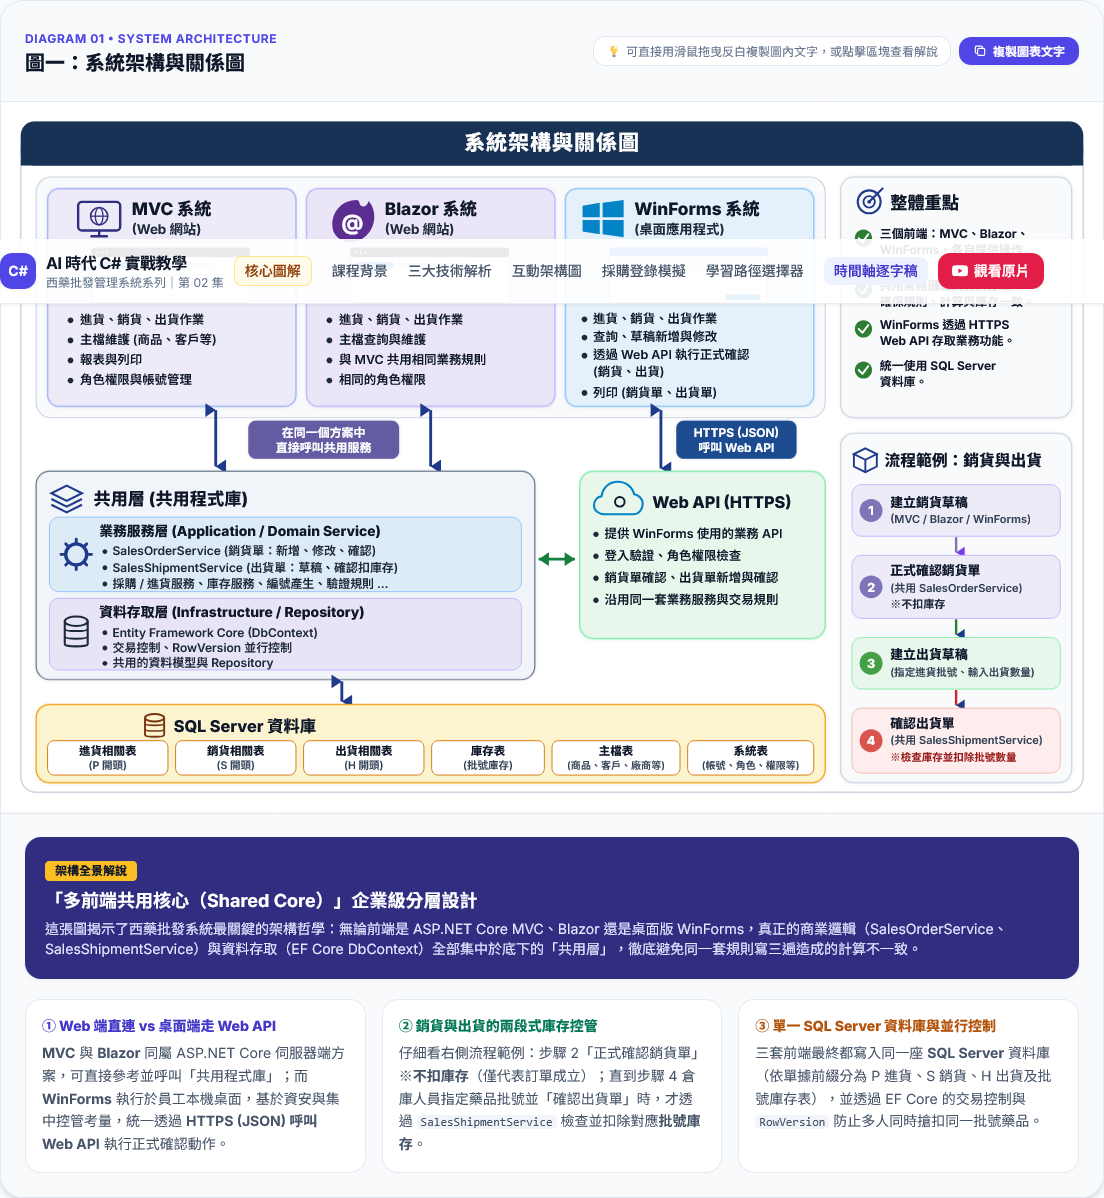 DIAGRAM 01 • SYSTEM ARCHITECTURE
圖一：系統架構與關係圖
可直接用滑鼠拖曳反白複製圖內文字，或點擊區塊查看解說
複製圖表文字
系統架構與關係圖
MVC 系統
(Web 網站)
Blazor 系統
(Web 網站)
WinForms 系統
(桌面應用程式)
整體重點
三個前端：MVC、Blazor、
WinForms，各自提供操作
C#
AI 時代 C# 實戰教學
西藥批發管理系統系列｜第 02 集
核心圖解
課程背景
三大技術解析
互動架構圖
採購登錄模擬
學習路徑選擇器
時間軸逐字稿
觀看原片
確保規則、計算與庫存一致。
• 進貨、銷貨、出貨作業
• 主檔維護 (商品、客戶等)
• 報表與列印
• 角色權限與帳號管理
• 進貨、銷貨、出貨作業
• 主檔查詢與維護
• 與 MVC 共用相同業務規則
• 相同的角色權限
• 進貨、銷貨、出貨作業
• 查詢、草稿新增與修改
• 透過 Web API 執行正式確認
(銷貨、出貨)
• 列印 (銷貨單、出貨單)
WinForms 透過 HTTPS
Web API 存取業務功能。
統一使用 SQL Server
資料庫。
在同一個方案中
直接呼叫共用服務
HTTPS (JSON)
呼叫 Web API
共用層 (共用程式庫)
業務服務層 (Application / Domain Service)
• SalesOrderService (銷貨單：新增、修改、確認)
• SalesShipmentService (出貨單：草稿、確認扣庫存)
• 採購 / 進貨服務、庫存服務、編號產生、驗證規則 ...
資料存取層 (Infrastructure / Repository)
• Entity Framework Core (DbContext)
• 交易控制、RowVersion 並行控制
• 共用的資料模型與 Repository
Web API (HTTPS)
• 提供 WinForms 使用的業務 API
• 登入驗證、角色權限檢查
• 銷貨單確認、出貨單新增與確認
• 沿用同一套業務服務與交易規則
流程範例：銷貨與出貨
1
建立銷貨草稿
(MVC / Blazor / WinForms)
2
正式確認銷貨單
(共用 SalesOrderService)
※不扣庫存
3
建立出貨草稿
(指定進貨批號、輸入出貨數量)
4
確認出貨單
(共用 SalesShipmentService)
※檢查庫存並扣除批號數量
SQL Server 資料庫
進貨相關表
(P 開頭)
銷貨相關表
(S 開頭)
出貨相關表
(H 開頭)
庫存表
(批號庫存)
主檔表
(商品、客戶、廠商等)
系統表
(帳號、角色、權限等)
架構全景解說
「多前端共用核心（Shared Core）」企業級分層設計
這張圖揭示了西藥批發系統最關鍵的架構哲學：無論前端是 ASP.NET Core MVC、Blazor 還是桌面版 WinForms，真正的商業邏輯（SalesOrderService、
SalesShipmentService）與資料存取（EF Core DbContext）全部集中於底下的「共用層」，徹底避免同一套規則寫三遍造成的計算不一致。
① Web 端直連 vs 桌面端走 Web API
MVC 與 Blazor 同屬 ASP.NET Core 伺服器端方
案，可直接參考並呼叫「共用程式庫」；而
WinForms 執行於員工本機桌面，基於資安與集
中控管考量，統一透過 HTTPS (JSON) 呼叫
Web API 執行正式確認動作。
② 銷貨與出貨的兩段式庫存控管
仔細看右側流程範例：步驟 2「正式確認銷貨單」
※不扣庫存（僅代表訂單成立）；直到步驟 4 倉
庫人員指定藥品批號並「確認出貨單」時，才透
過 SalesShipmentService 檢查並扣除對應批號庫
存。
③ 單一 SQL Server 資料庫與並行控制
三套前端最終都寫入同一座 SQL Server 資料庫
（依單據前綴分為 P 進貨、S 銷貨、H 出貨及批
號庫存表），並透過 EF Core 的交易控制與
RowVersion 防止多人同時搶扣同一批號藥品。